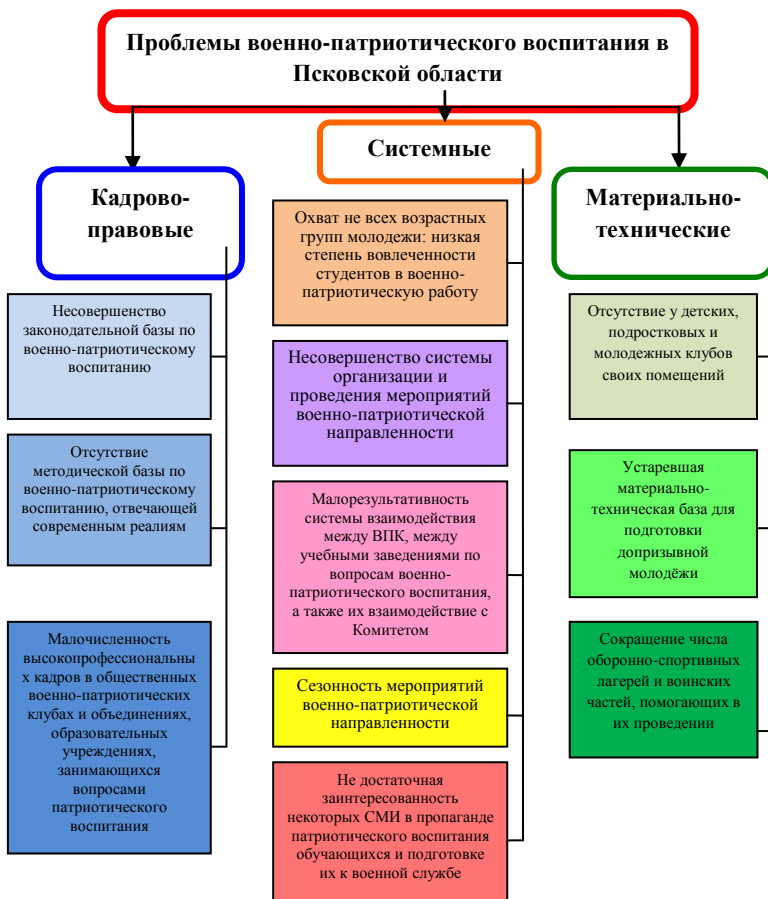 Проблемы военно-патриотического воспитания в
Псковской области
Кадрово-
правовые
Несовершенство
законодательной базы по
военно-патриотическому
воспитанию
Отсутствие
методической базы по
военно-патриотическому
воспитанию, отвечающей
современным реалиям
Малочисленность
высокопрофессиональны
х кадров в общественных
военно-патриотических
клубах и объединениях,
образовательных
учреждениях,
занимающихся
вопросами
патриотического
воспитания
Системные
Охват не всех возрастных
групп молодежи: низкая
степень вовлеченности
студентов в военно-
патриотическую работу
Несовершенство системы
организации и
проведения мероприятий
военно-патриотической
направленности
Малорезультативность
системы взаимодействия
между ВПК, между
учебными заведениями по
вопросам военно-
патриотического воспитания,
а также их взаимодействие с
Комитетом
Сезонность мероприятий
военно-патриотической
направленности
Не достаточная
заинтересованность
некоторых СМИ в пропаганде
патриотического воспитания
обучающихся и подготовке
их к военной службе
Материально-
технические
Отсутствие у детских,
подростковых и
молодежных клубов
своих помещений
Устаревшая
материально-
техническая база для
подготовки
допризывной
молодёжи
Сокращение числа
оборонно-спортивных
лагерей и воинских
частей, помогающих в
их проведении